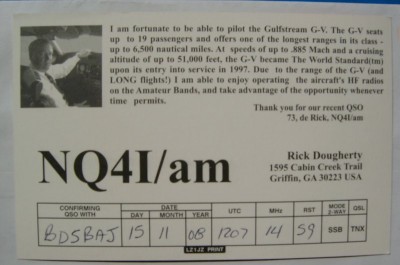 I am fortunate to be able to pilot the Gulfstream G-V. The G-V seats
up to 19 passengers and offers one of the longest ranges in its class -
up to 6,500 nautical miles. At speeds of up to .885 Mach and a cruising
altitude of up to 51,000 feet, the G-V became The World Standard(tm)
upon its entry into service in 1997. Due to the range of the G-V (and
LONG flights!) I am able to enjoy operating the aircraft's HF radios
on the Amateur Bands, and take advantage of the opportunity whenever
time permits.
Thank you for our recent QSO
73, de Rick, NQ4I/am
NQ4I/am
Rick Dougherty
1595 Cabin Creek Trail
Griffin, GA 30223 USA
CONFIRMING QSO WITH DATE DAY MONTH YEAR UTC MHz RST MODE 2-WAY QSL
BD5BAJ 15 11 08 1207 14 59 SSB TNX
LZ1JZ PRINT